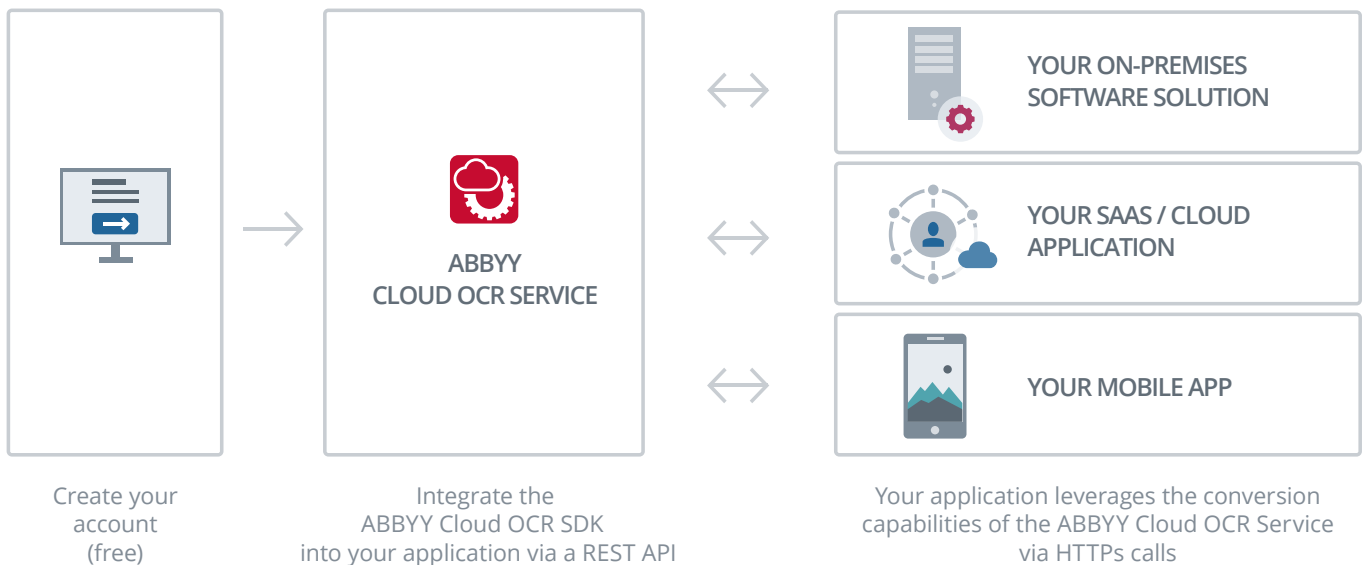 ABBYY
CLOUD OCR SERVICE
YOUR ON-PREMISES
SOFTWARE SOLUTION
YOUR SAAS / CLOUD
APPLICATION
YOUR MOBILE APP
Create your
account
(free)
Integrate the
ABBYY Cloud OCR SDK
into your application via a REST API
Your application leverages the conversion
capabilities of the ABBYY Cloud OCR Service
via HTTPs calls